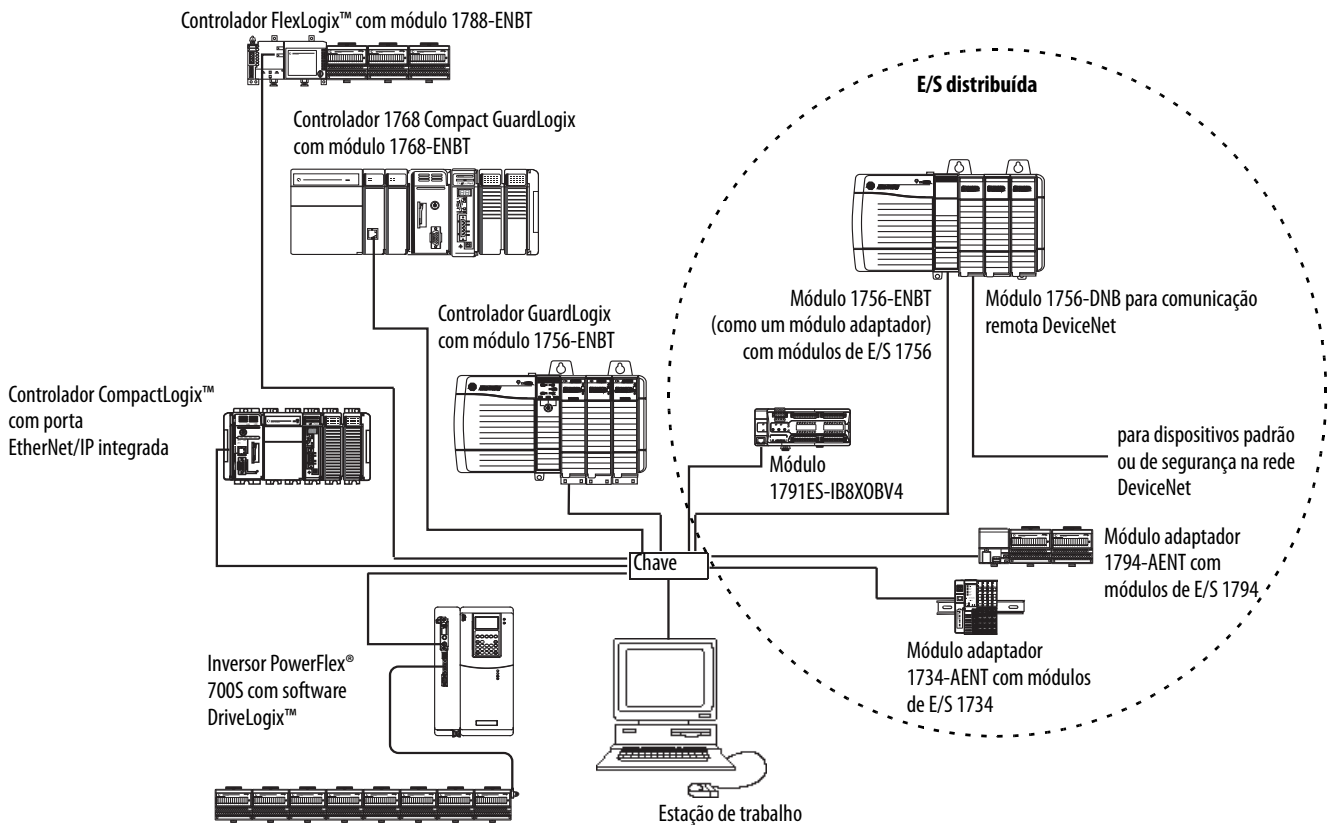 Controlador FlexLogix™ com módulo 1788-ENBT
Controlador 1768 Compact GuardLogix
com módulo 1768-ENBT
E/S distribuída
Módulo 1756-ENBT
(como um módulo adaptador)
com módulos de E/S 1756
Módulo 1756-DNB para comunicação
remota DeviceNet
Controlador GuardLogix
com módulo 1756-ENBT
Controlador CompactLogix™
com porta
EtherNet/IP integrada
Módulo
1791ES-IB8XOBV4
para dispositivos padrão
ou de segurança na rede
DeviceNet
Chave
Módulo adaptador
1794-AENT com
módulos de E/S 1794
Módulo adaptador
1734-AENT com módulos
de E/S 1734
Inversor PowerFlex®
700S com software
DriveLogix™
Estação de trabalho